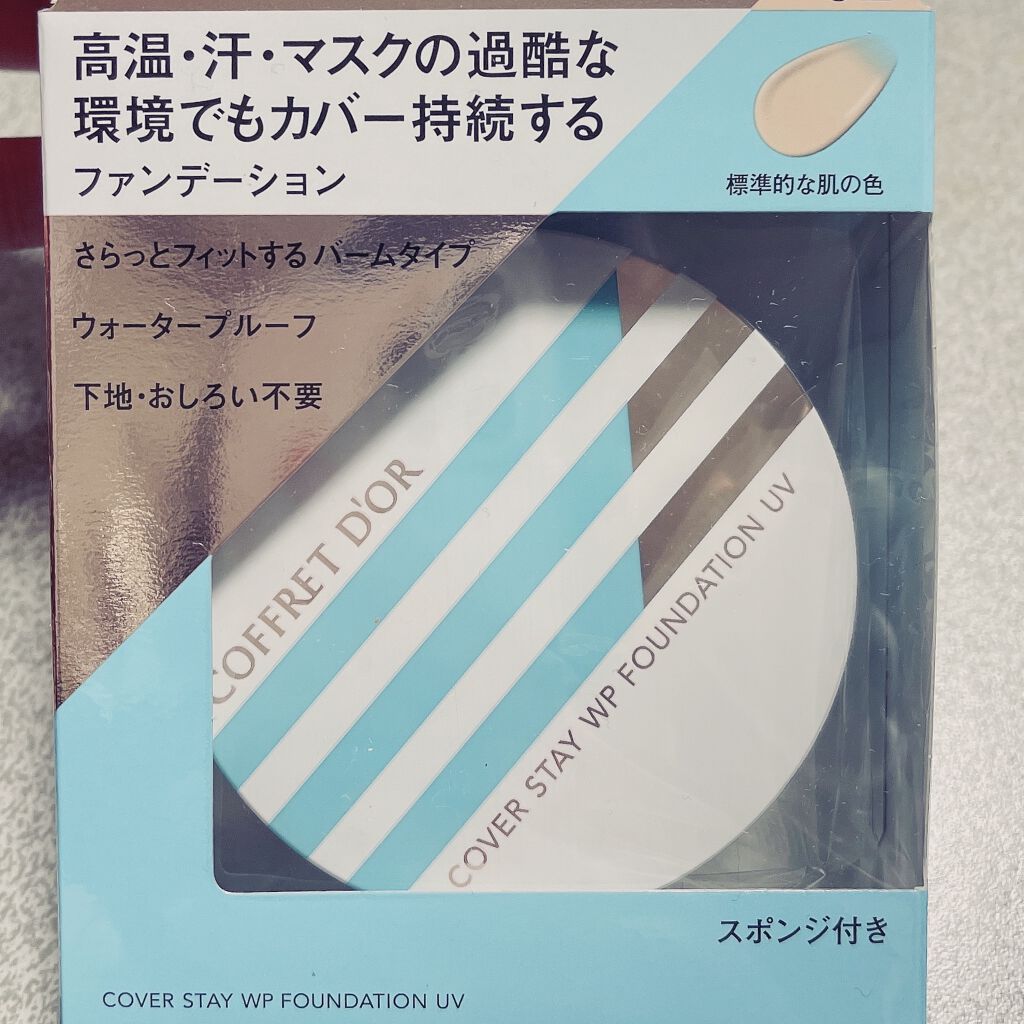 高温・汗・マスクの過酷な
環境でもカバー持続する
ファンデーション
標準的な肌の色
さらっとフィットする バームタイプ
ウォータープルーフ
下地・おしろい不要
COFFRET D'OR
COVER STAY WP FOUNDATION UV
スポンジ付き
COVER STAY WP FOUNDATION UV